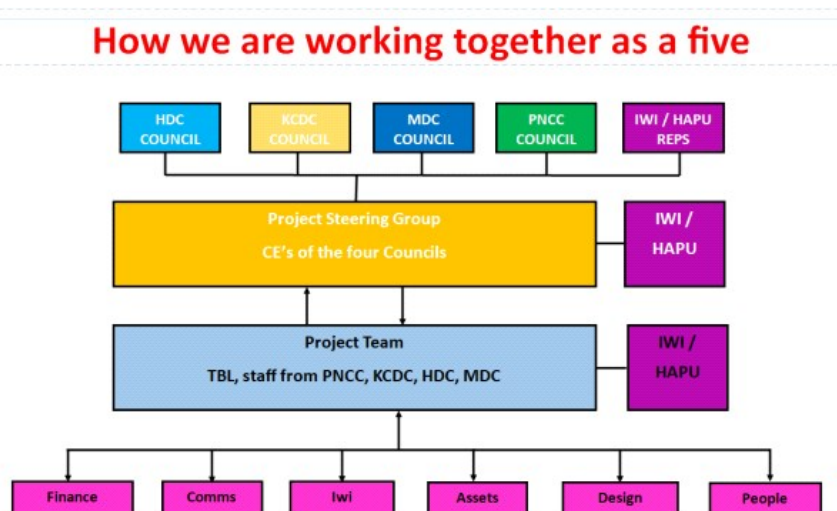 How we are working together as a five
HDC
COUNCIL
KCDC
COUNCIL
MDC
COUNCIL
PNCC
COUNCIL
IWI / HAPU
REPS
Project Steering Group
CE's of the four Councils
IWI /
HAPU
Project Team
TBL, staff from PNCC, KCDC, HDC, MDC
IWI /
HAPU
Finance
Comms
Iwi
Assets
Design
People